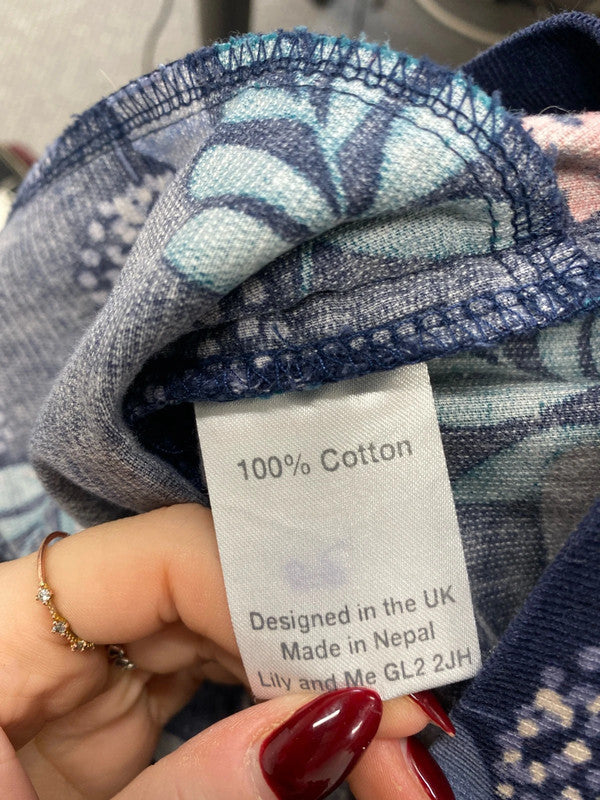 100% Cotton
Designed in the UK
Made in Nepal
Lily and Me GL2 2JH